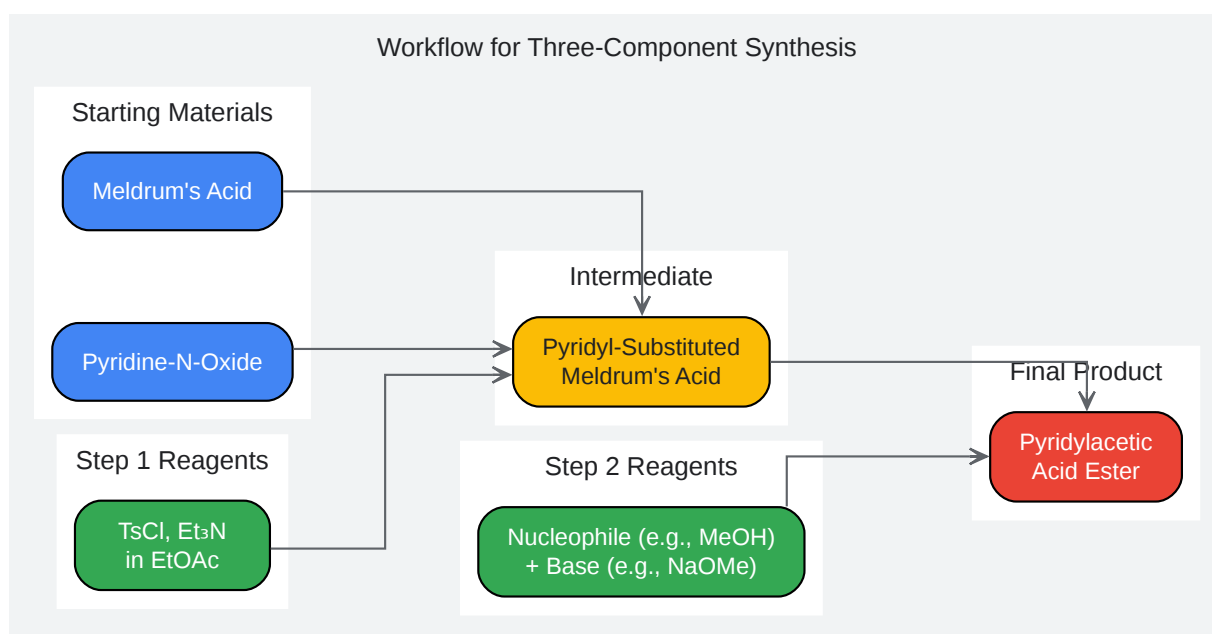 Workflow for Three-Component Synthesis
Starting Materials
Meldrum's Acid
Pyridine-N-Oxide
Step 1 Reagents
TsCl, Et₃N
in EtOAc
Intermediate
Pyridyl-Substituted
Meldrum's Acid
Step 2 Reagents
Nucleophile (e.g., MeOH)
+ Base (e.g., NaOMe)
Final Product
Pyridylacetic
Acid Ester